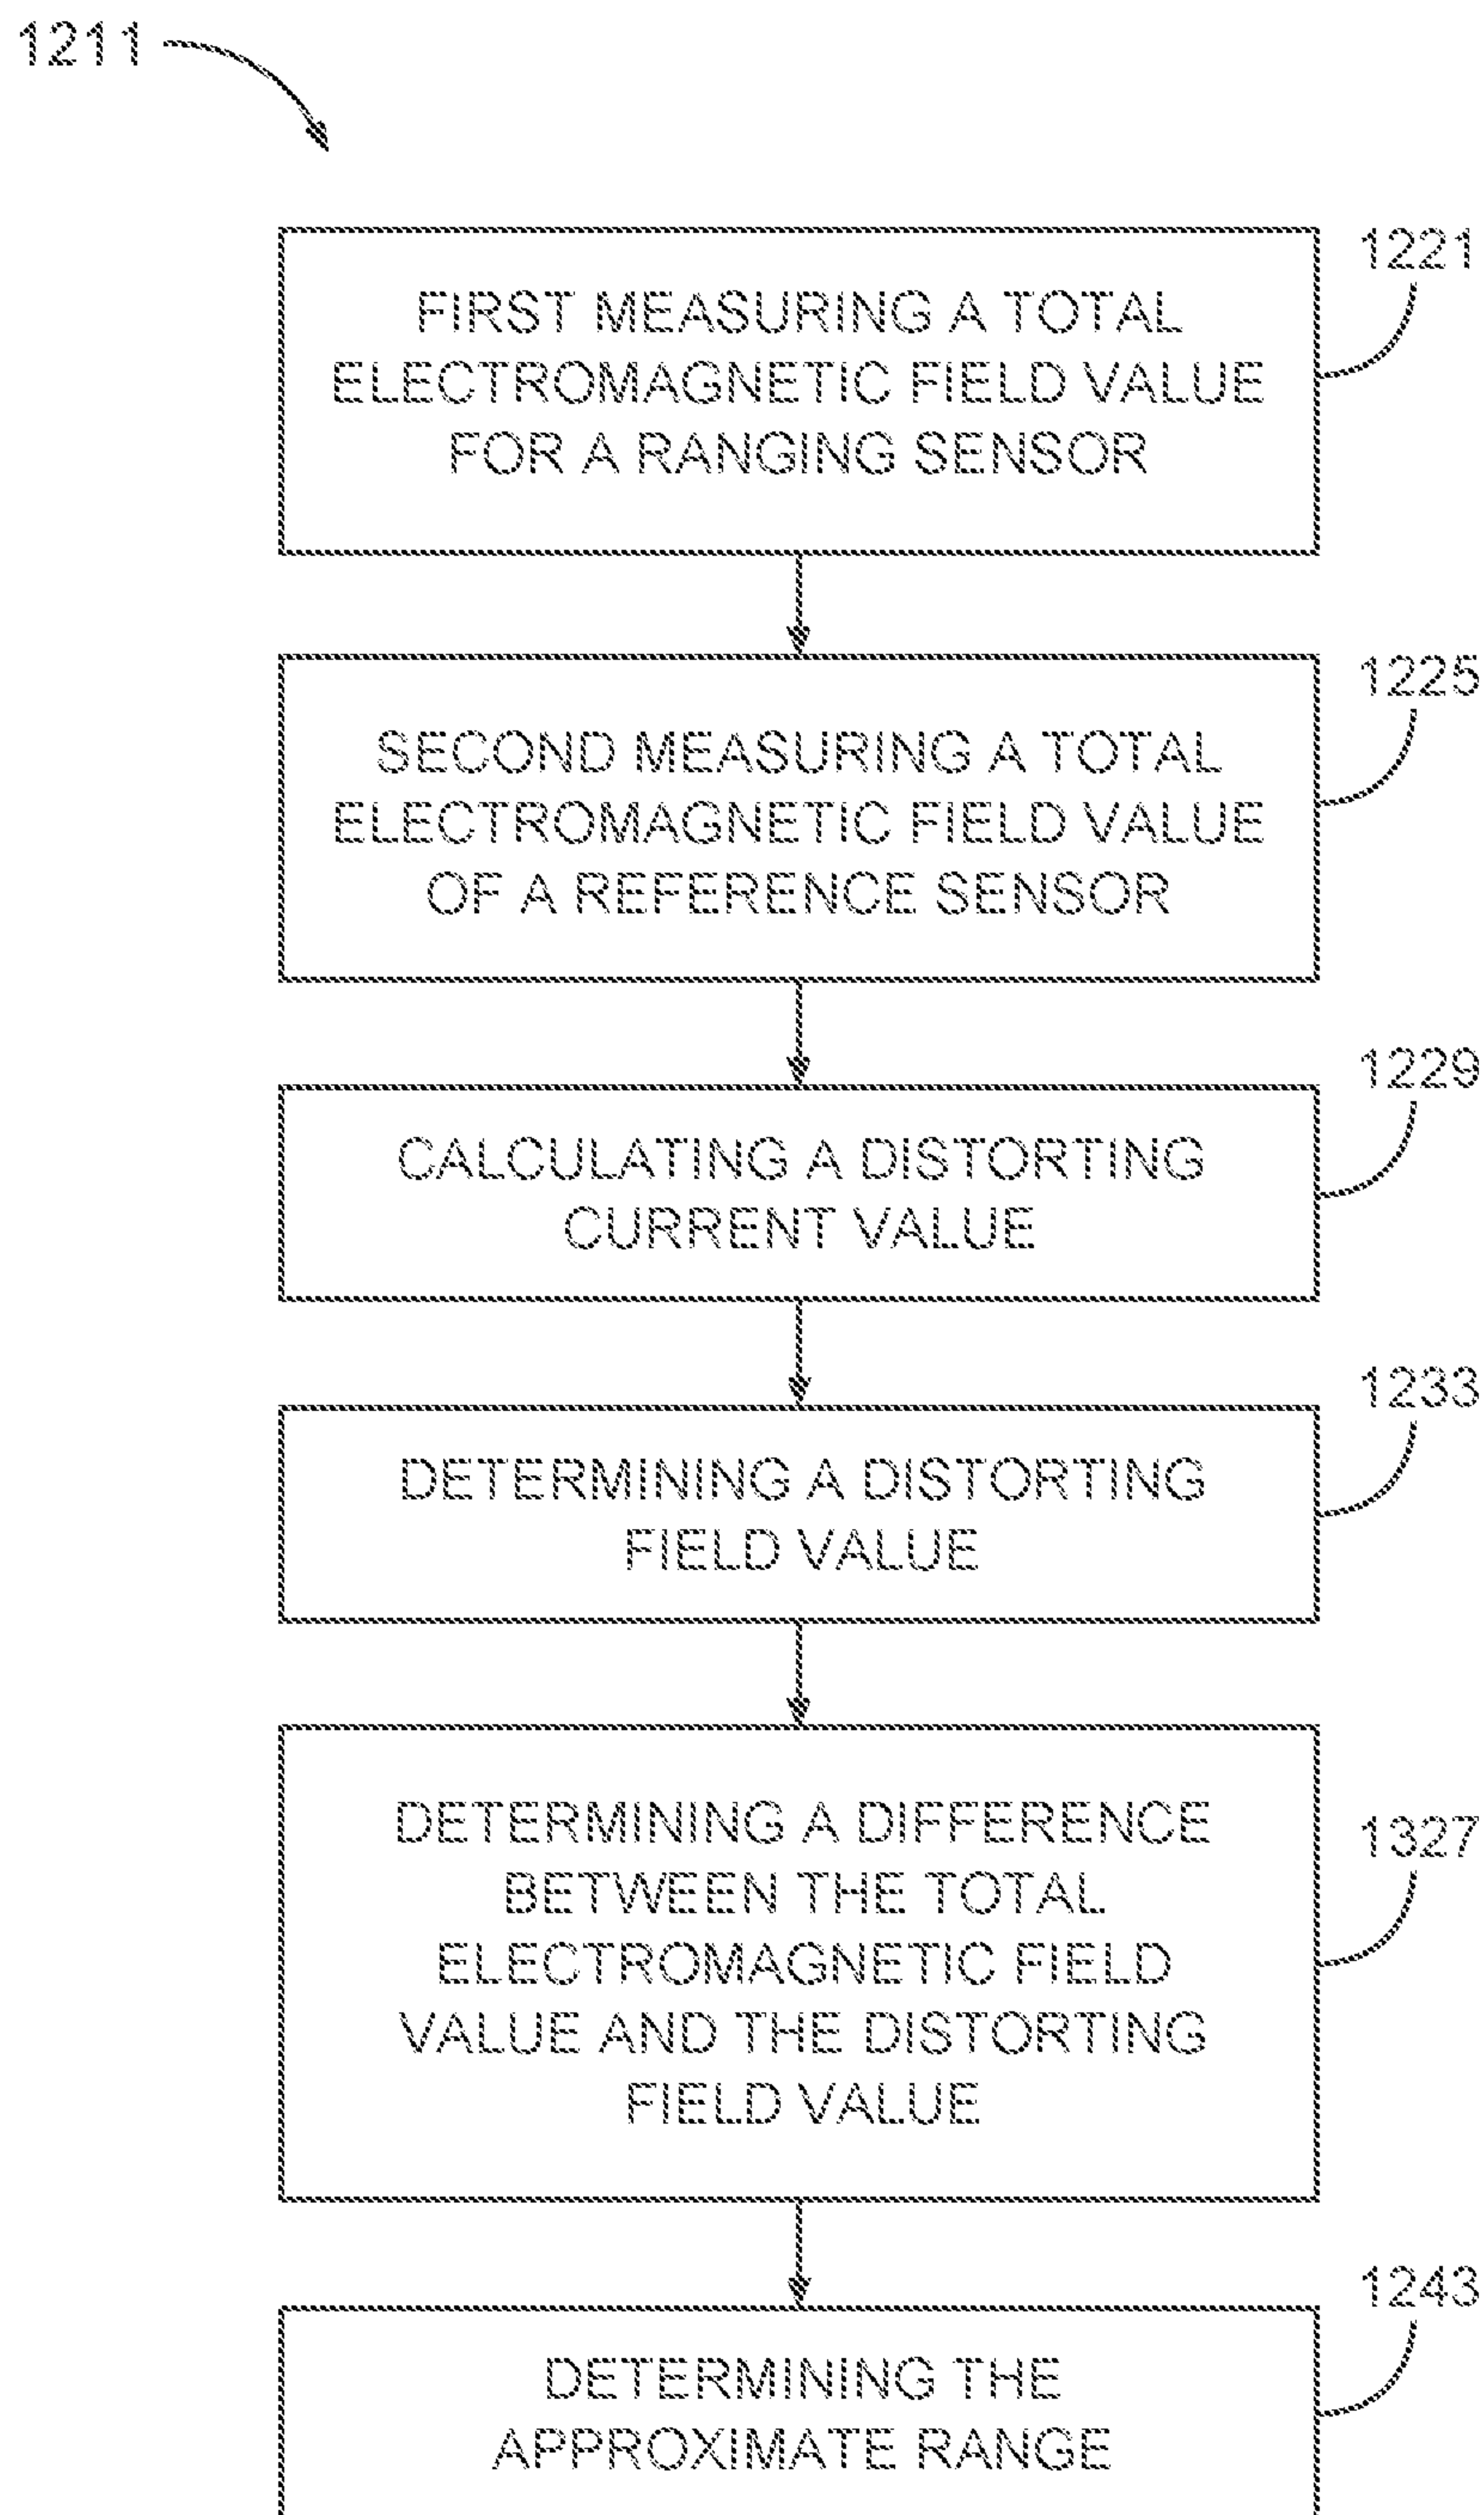 1211
1221
FIRST MEASURING A TOTAL
ELECTROMAGNETIC FIELD VALUE
FOR A RANGING SENSOR
1225
SECOND MEASURING A TOTAL
ELECTROMAGNETIC FIELD VALUE
OF A REFERENCE SENSOR
1229
CALCULATING A DISTORTING
CURRENT VALUE
1233
DETERMINING A DISTORTING
FIELD VALUE
1327
DETERMINING A DIFFERENCE
BETWEEN THE TOTAL
ELECTROMAGNETIC FIELD
VALUE AND THE DISTORTING
FIELD VALUE
1243
DETERMINING THE
APPROXIMATE RANGE